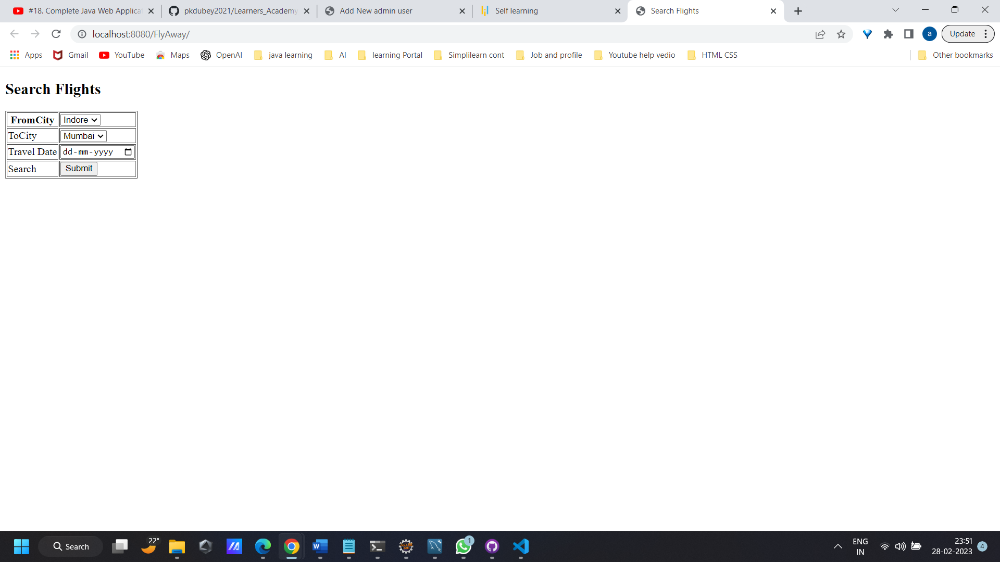 #18. Complete Java Web Applica
pkdubey2021/Learners_Academy
Add New admin user
Self learning
Search Flights
localhost:8080/FlyAway/
a
Update
Apps
Gmail
YouTube
Maps
OpenAI
java learning
AI
learning Portal
Simplilearn cont
Job and profile
Youtube help vedio
HTML CSS
Other bookmarks
Search Flights
FromCity Indore
ToCity Mumbai
Travel Date dd-mm-yyyy
Search Submit
Search
22°
1
ENG
IN
23:51
28-02-2023
4